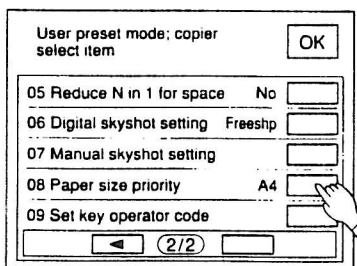 User preset mode; copier
select item
OK
05 Reduce N in 1 for space No
06 Digital skyshot setting Freeshp
07 Manual skyshot setting
08 Paper size priority A4
09 Set key operator code
◄ (2/2)